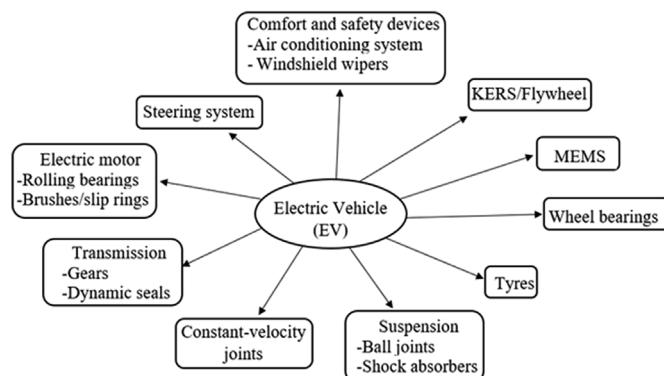 Comfort and safety devices
-Air conditioning system
- Windshield wipers
KERS/Flywheel
Steering system
MEMS
Electric motor
-Rolling bearings
-Brushes/slip rings
Electric Vehicle
(EV)
Wheel bearings
Transmission
-Gears
-Dynamic seals
Tyres
Constant-velocity
joints
Suspension
-Ball joints
-Shock absorbers